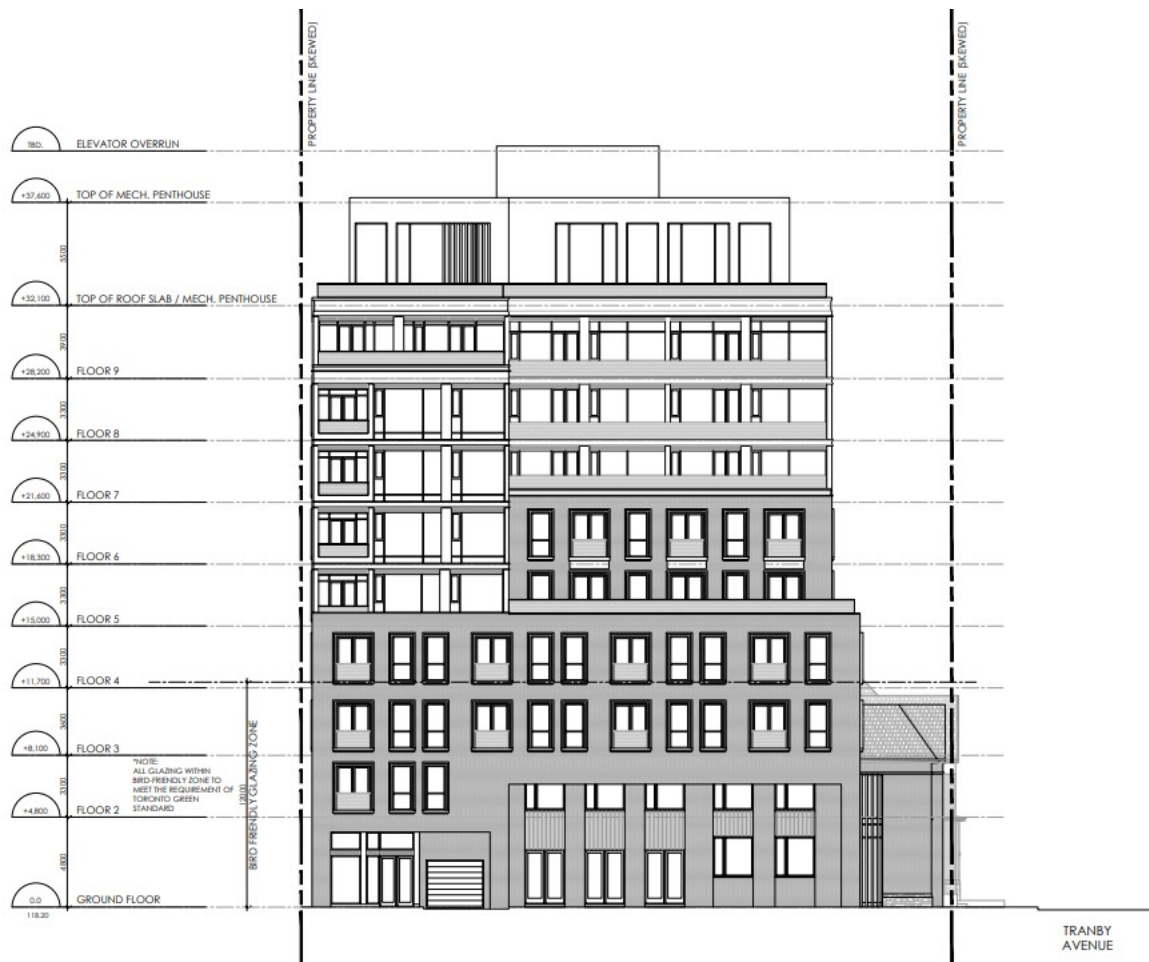 PROPERTY LINE (SKEWED)
PROPERTY LINE (SKEWED)
TBD.
ELEVATOR OVERRUN
+37,600
TOP OF MECH. PENTHOUSE
5500
+32,100
TOP OF ROOF SLAB / MECH. PENTHOUSE
3900
+28,200
FLOOR 9
3300
+24,900
FLOOR 8
3300
+21,600
FLOOR 7
3300
+18,300
FLOOR 6
3300
+15,000
FLOOR 5
3300
+11,700
FLOOR 4
3600
+8,100
FLOOR 3
3300
*NOTE:
ALL GLAZING WITHIN
BIRD-FRIENDLY ZONE TO
MEET THE REQUIREMENT OF
TORONTO GREEN
STANDARD
12000
BIRD FRIENDLY GLAZING ZONE
+4,800
FLOOR 2
4800
0.0
GROUND FLOOR
118.20
TRANBY
AVENUE